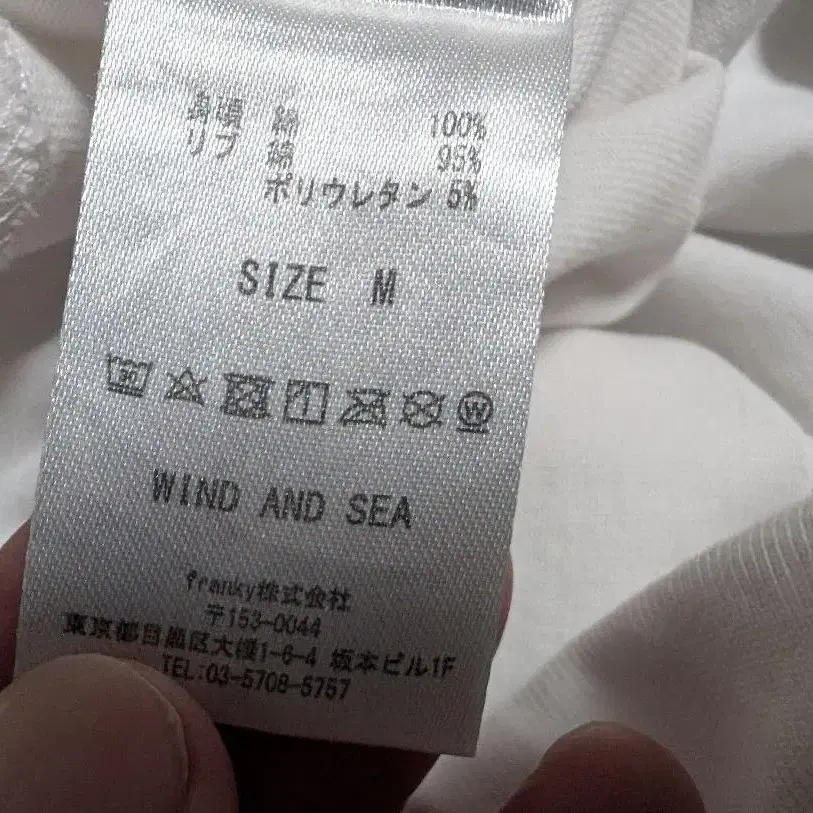 身頃 綿 100%
リブ 綿 95%
ポリウレタン 5%
SIZE M
WIND AND SEA
franky株式会社
〒153-0044
東京都目黒区大橋1-6-4 坂本ビル1F
TEL:03-5708-5757